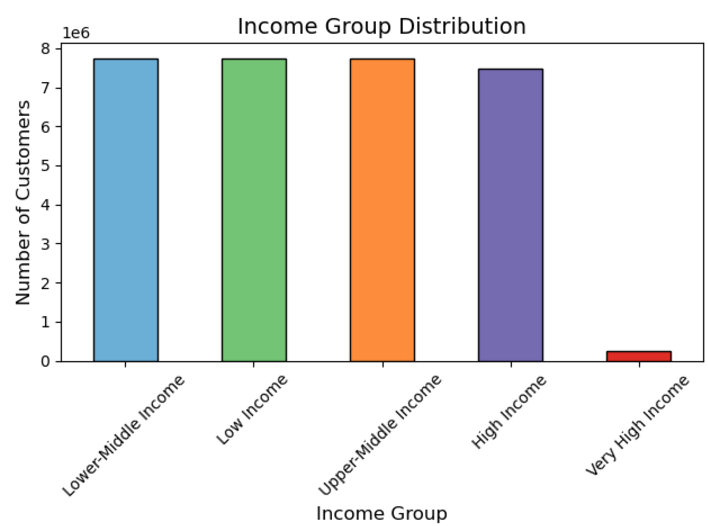 Income Group Distribution
1e6
Number of Customers
8
7
6
5
4
3
2
1
0
Lower-Middle Income
Low Income
Upper-Middle Income
High Income
Very High Income
Income Group